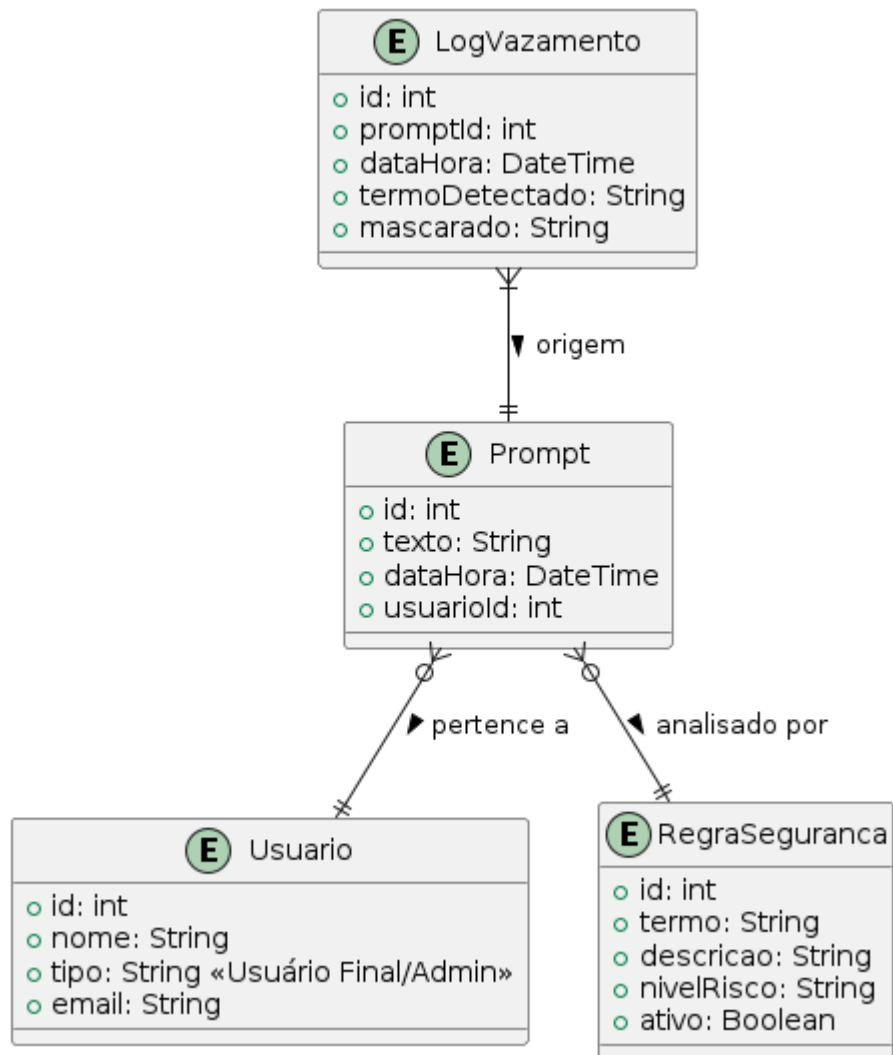 E LogVazamento
id: int
promptId: int
dataHora: DateTime
termoDetectado: String
mascarado: String
origem
E Prompt
id: int
texto: String
dataHora: DateTime
usuarioId: int
pertence a
analisado por
E Usuario
id: int
nome: String
tipo: String «Usuário Final/Admin»
email: String
E RegraSeguranca
id: int
termo: String
descricao: String
nivelRisco: String
ativo: Boolean